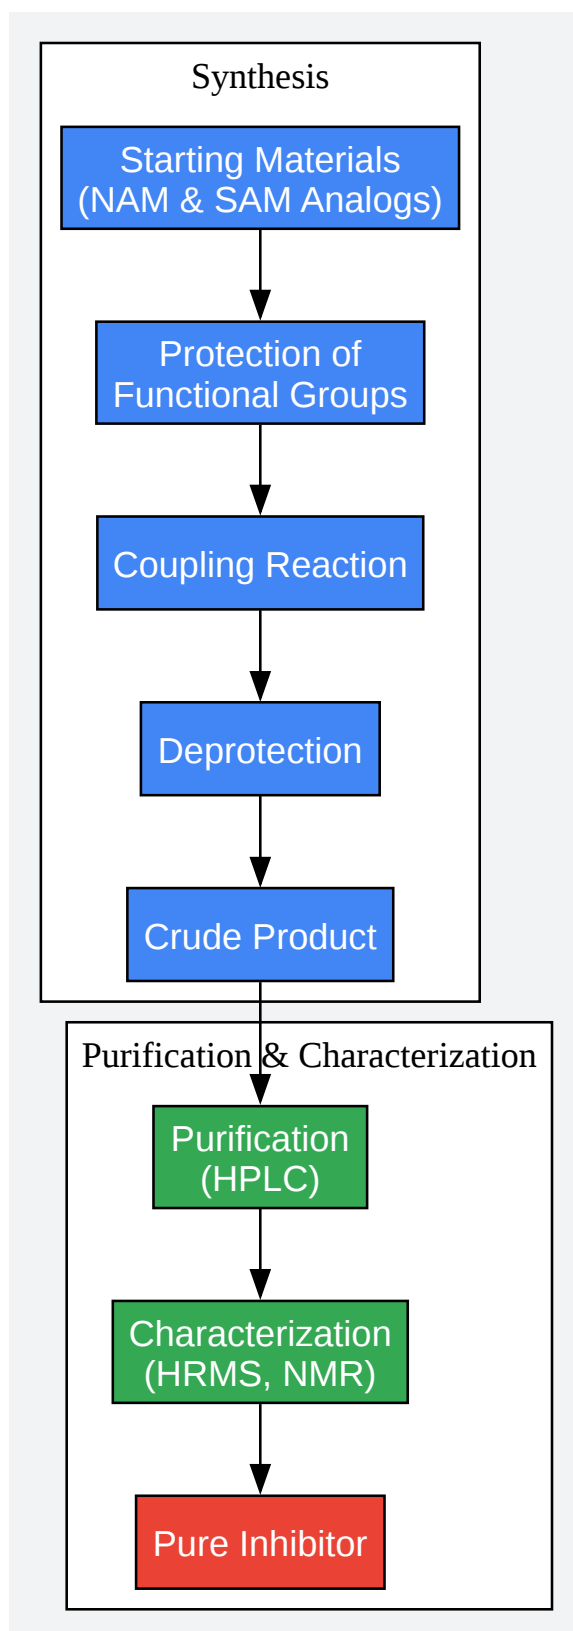 Synthesis
Starting Materials
(NAM & SAM Analogs)
Protection of
Functional Groups
Coupling Reaction
Deprotection
Crude Product
Purification & Characterization
Purification
(HPLC)
Characterization
(HRMS, NMR)
Pure Inhibitor